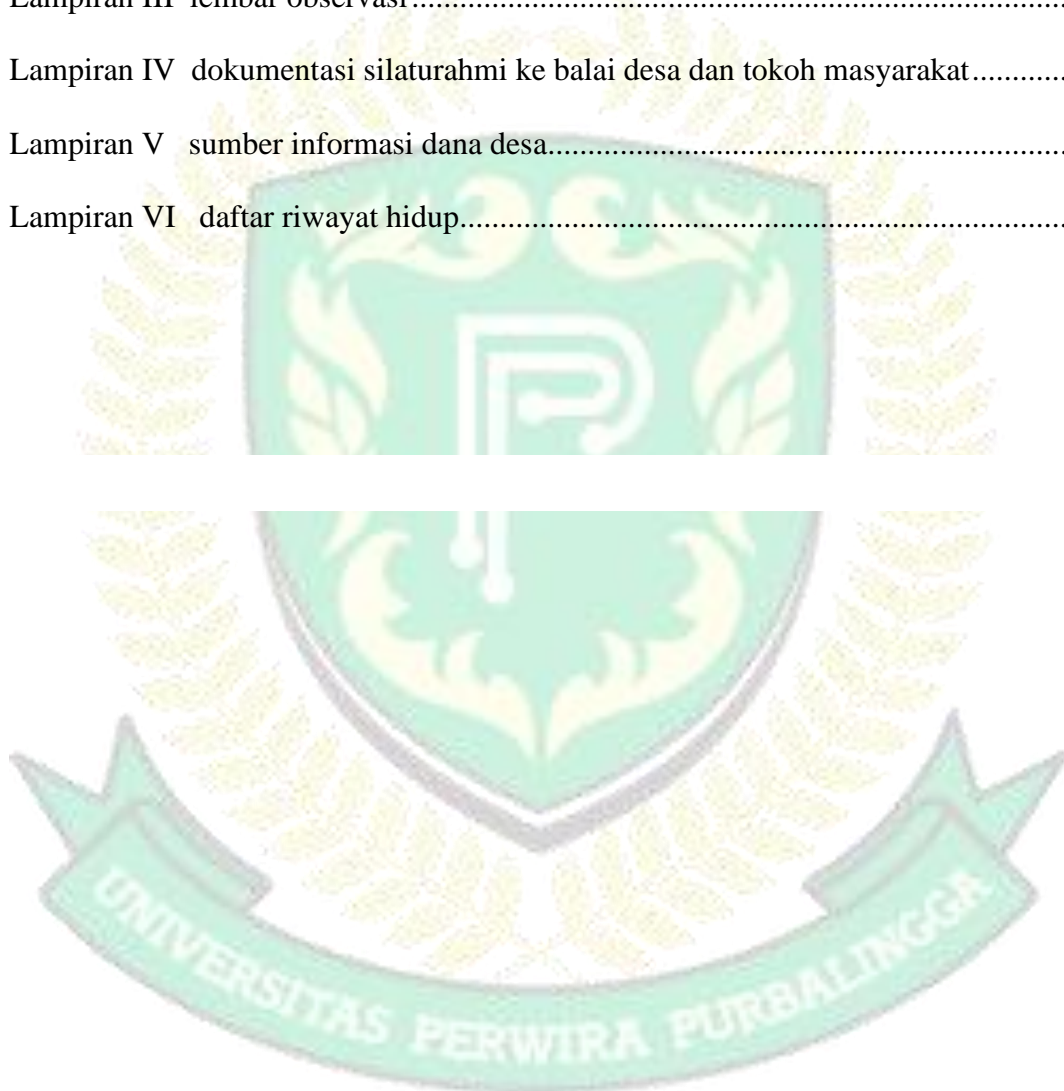 Lampiran III lembar observasi....................................................................................
Lampiran IV dokumentasi silaturahmi ke balai desa dan tokoh masyarakat............
Lampiran V sumber informasi dana desa..................................................................
Lampiran VI daftar riwayat hidup............................................................................
UNIVERSITAS PERWIRA PURBALINGGA